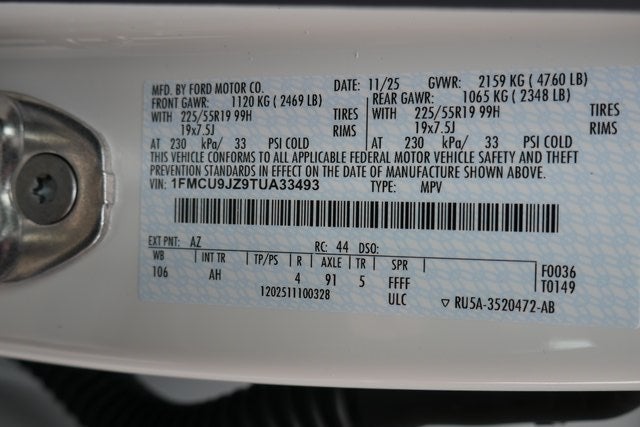 MFD. BY FORD MOTOR CO. DATE: 11/25 GVWR: 2159 KG ( 4760 LB)
FRONT GAWR: 1120 KG ( 2469 LB) REAR GAWR: 1065 KG ( 2348 LB)
WITH 225/55R19 99H TIRES WITH 225/55R19 99H TIRES
19x7.5J RIMS 19x7.5J RIMS
AT 230 kPa/ 33 PSI COLD AT 230 kPa/ 33 PSI COLD
THIS VEHICLE CONFORMS TO ALL APPLICABLE FEDERAL MOTOR VEHICLE SAFETY AND THEFT
PREVENTION STANDARDS IN EFFECT ON THE DATE OF MANUFACTURE SHOWN ABOVE.
VIN: 1FMCU9JZ9TUA33493 TYPE: MPV
EXT PNT: AZ RC: 44 DSO:
WB INT TR TP/PS R AXLE TR SPR F0036
106 AH 4 91 5 FFFF T0149
1202511100328 ULC ▽ RU5A-3520472-AB